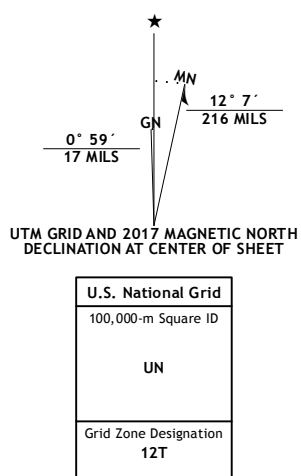 ★
MN
GN
12° 7´
216 MILS
0° 59´
17 MILS
UTM GRID AND 2017 MAGNETIC NORTH
DECLINATION AT CENTER OF SHEET
U.S. National Grid
100,000-m Square ID
UN
Grid Zone Designation
12T